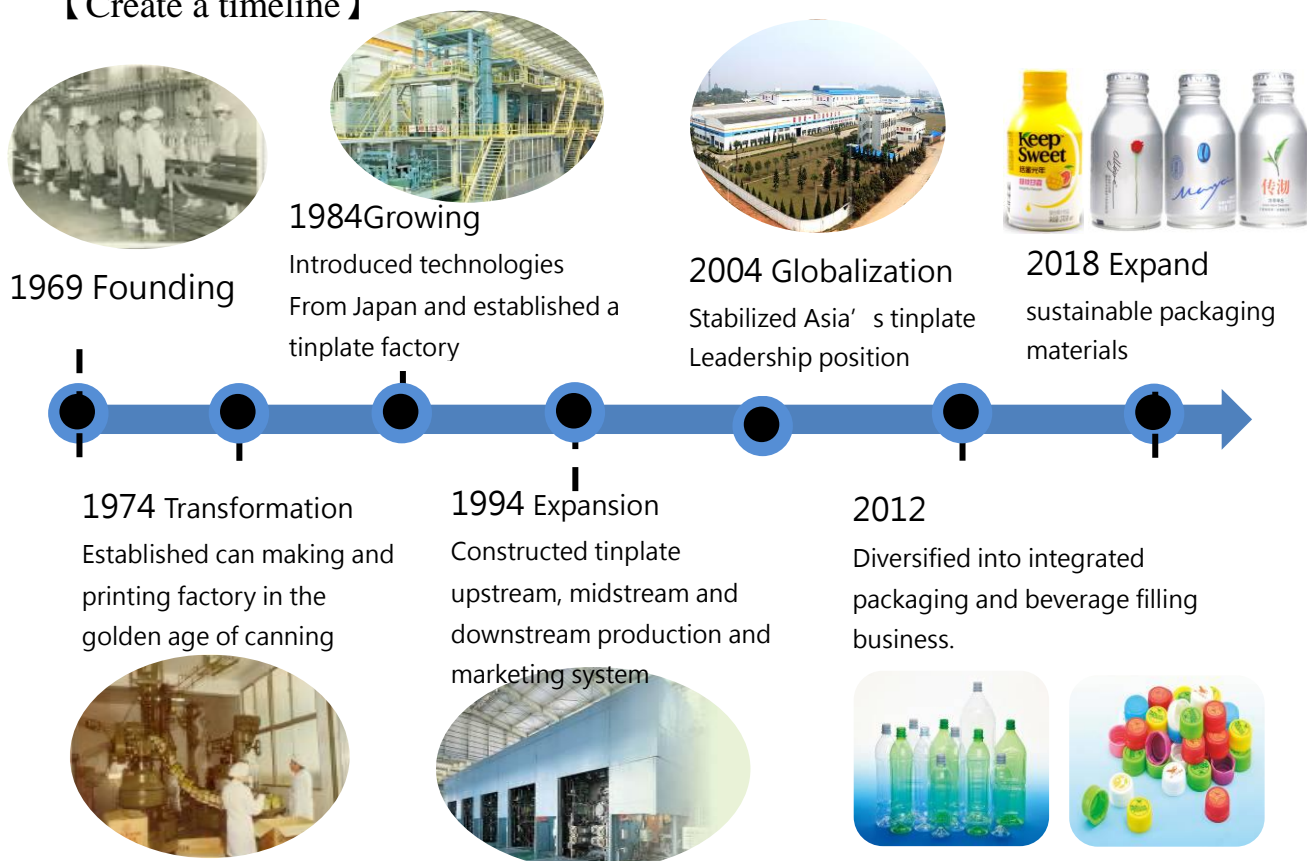 【Create a timeline】
1969 Founding
1984Growing
Introduced technologies
From Japan and established a
tinplate factory
2004 Globalization
Stabilized Asia’s tinplate
Leadership position
Keep
Sweet
传沏
2018 Expand
sustainable packaging
materials
1974 Transformation
Established can making and
printing factory in the
golden age of canning
1994 Expansion
Constructed tinplate
upstream, midstream and
downstream production and
marketing system
2012
Diversified into integrated
packaging and beverage filling
business.